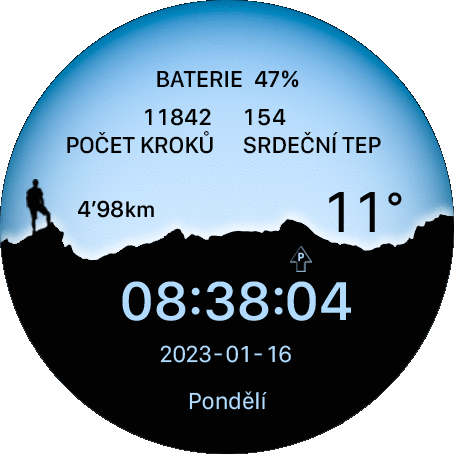 BATERIE 47%
11842 154
POČET KROKŮ SRDEČNÍ TEP
4’98km
11°
P
08:38:04
2023-01-16
Pondělí